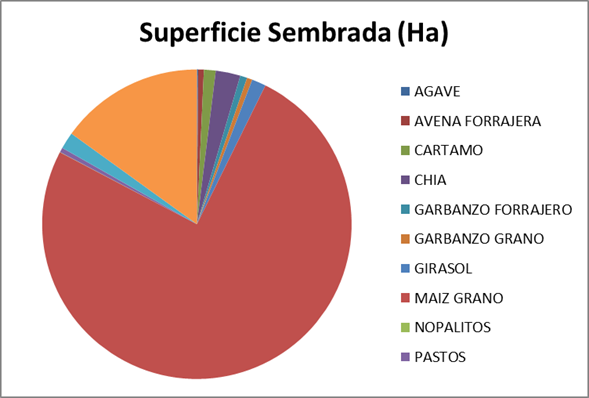 Superficie Sembrada (Ha)
AGAVE
AVENA FORRAJERA
CARTAMO
CHIA
GARBANZO FORRAJERO
GARBANZO GRANO
GIRASOL
MAIZ GRANO
NOPALITOS
PASTOS